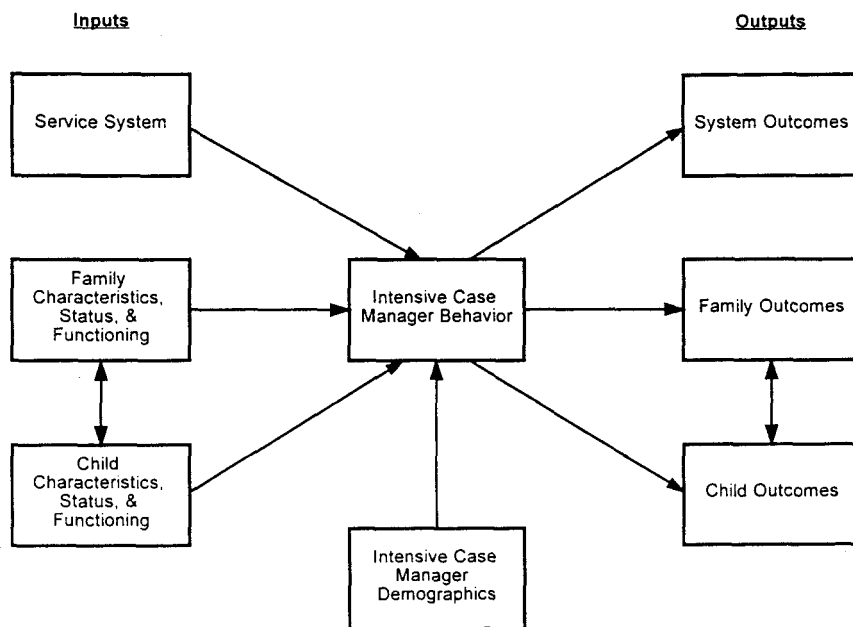 Inputs
Outputs
Service System
System Outcomes
Family
Characteristics,
Status, &
Functioning
Intensive Case
Manager Behavior
Family Outcomes
Child
Characteristics,
Status, &
Functioning
Child Outcomes
Intensive Case
Manager
Demographics